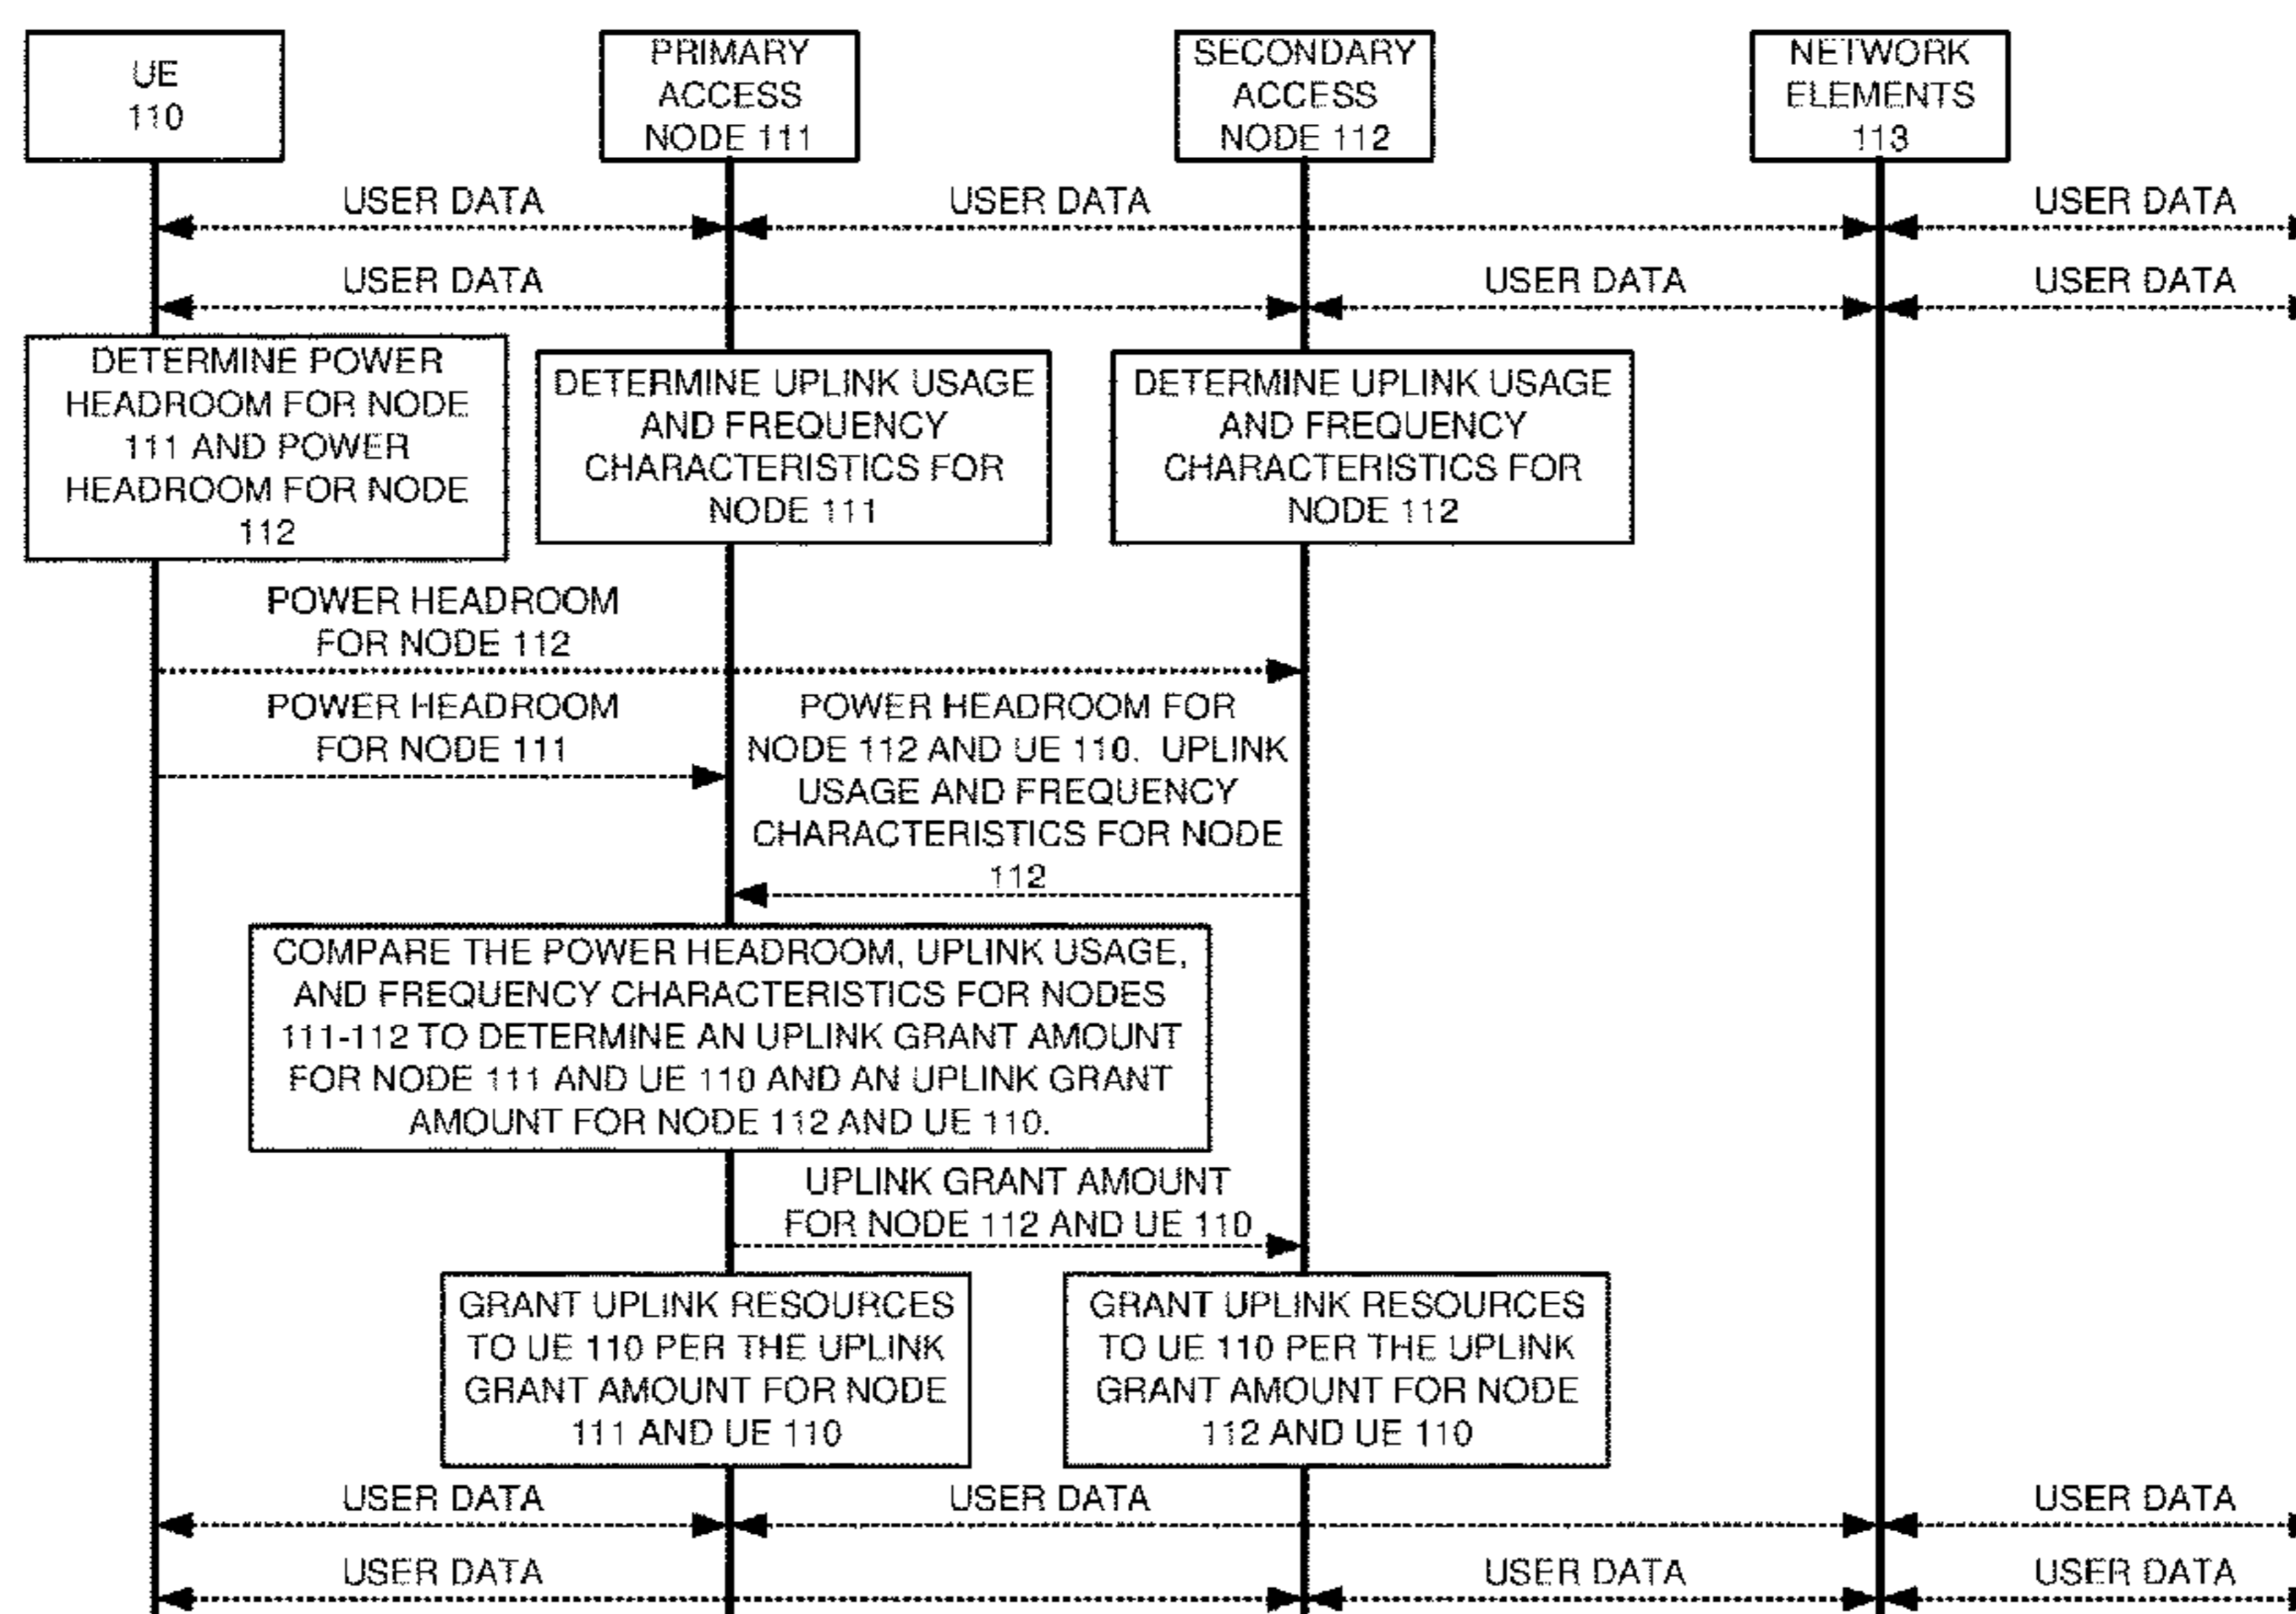 UE
110
PRIMARY
ACCESS
NODE 111
SECONDARY
ACCESS
NODE 112
NETWORK
ELEMENTS
113
USER DATA
USER DATA
USER DATA
USER DATA
USER DATA
USER DATA
DETERMINE POWER
HEADROOM FOR NODE
111 AND POWER
HEADROOM FOR NODE
112
DETERMINE UPLINK USAGE
AND FREQUENCY
CHARACTERISTICS FOR
NODE 111
DETERMINE UPLINK USAGE
AND FREQUENCY
CHARACTERISTICS FOR
NODE 112
POWER HEADROOM
FOR NODE 112
POWER HEADROOM
FOR NODE 111
POWER HEADROOM FOR
NODE 112 AND UE 110. UPLINK
USAGE AND FREQUENCY
CHARACTERISTICS FOR NODE
112
COMPARE THE POWER HEADROOM, UPLINK USAGE,
AND FREQUENCY CHARACTERISTICS FOR NODES
111-112 TO DETERMINE AN UPLINK GRANT AMOUNT
FOR NODE 111 AND UE 110 AND AN UPLINK GRANT
AMOUNT FOR NODE 112 AND UE 110.
UPLINK GRANT AMOUNT
FOR NODE 112 AND UE 110
GRANT UPLINK RESOURCES
TO UE 110 PER THE UPLINK
GRANT AMOUNT FOR NODE
111 AND UE 110
GRANT UPLINK RESOURCES
TO UE 110 PER THE UPLINK
GRANT AMOUNT FOR NODE
112 AND UE 110
USER DATA
USER DATA
USER DATA
USER DATA
USER DATA
USER DATA